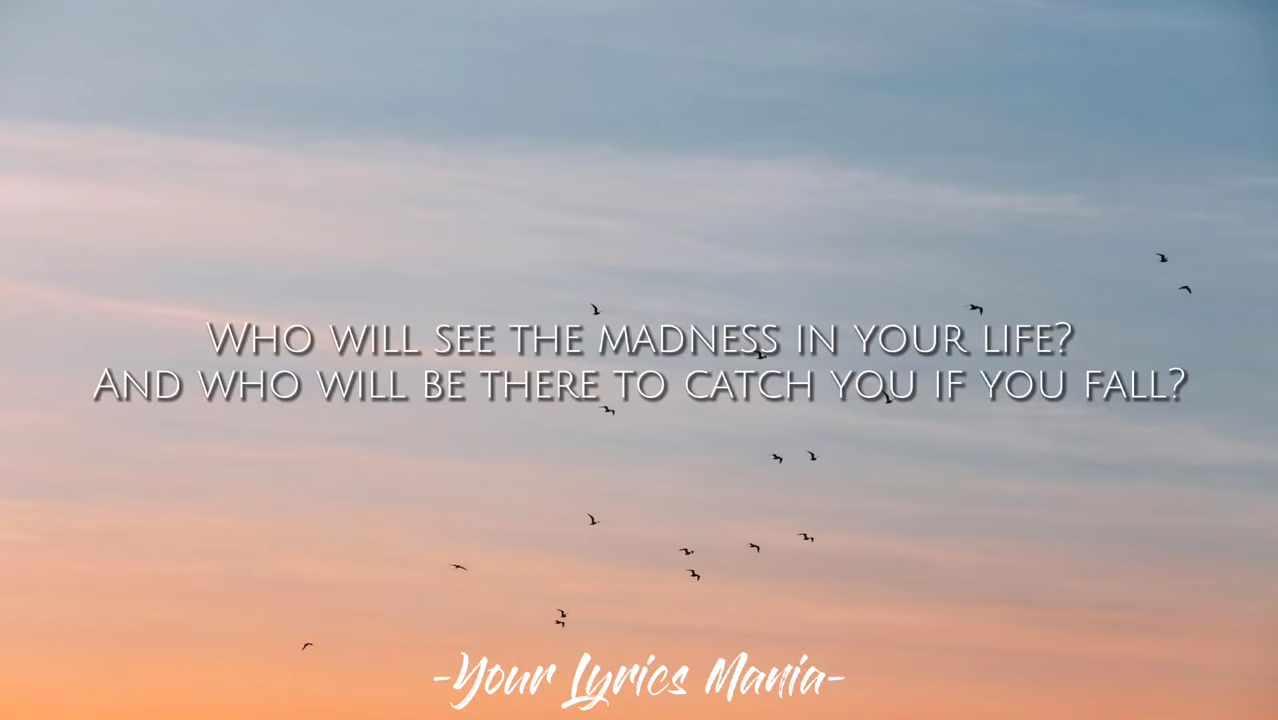 Who will see the madness in your life?
And who will be there to catch you if you fall?
-Your Lyrics Mania-